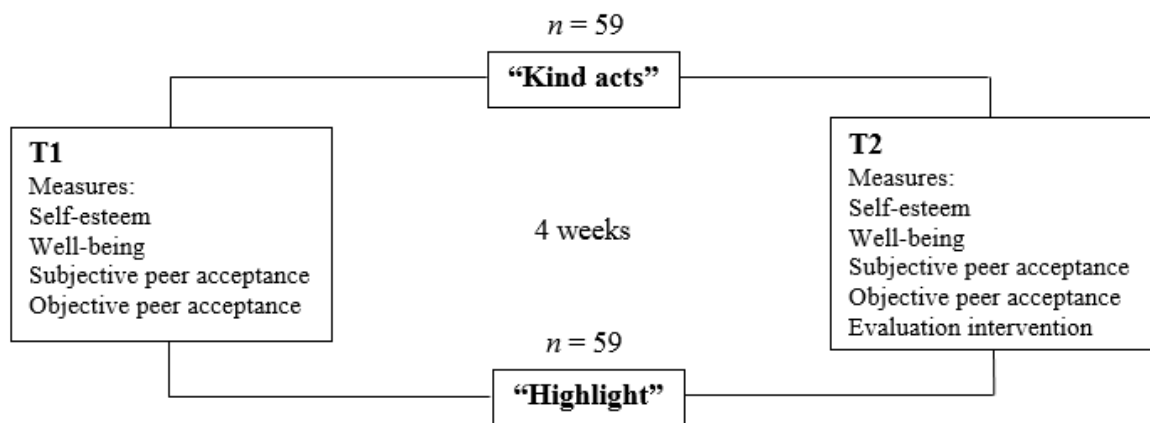 n = 59
“Kind acts”
T1
Measures:
Self-esteem
Well-being
Subjective peer acceptance
Objective peer acceptance
4 weeks
T2
Measures:
Self-esteem
Well-being
Subjective peer acceptance
Objective peer acceptance
Evaluation intervention
n = 59
“Highlight”